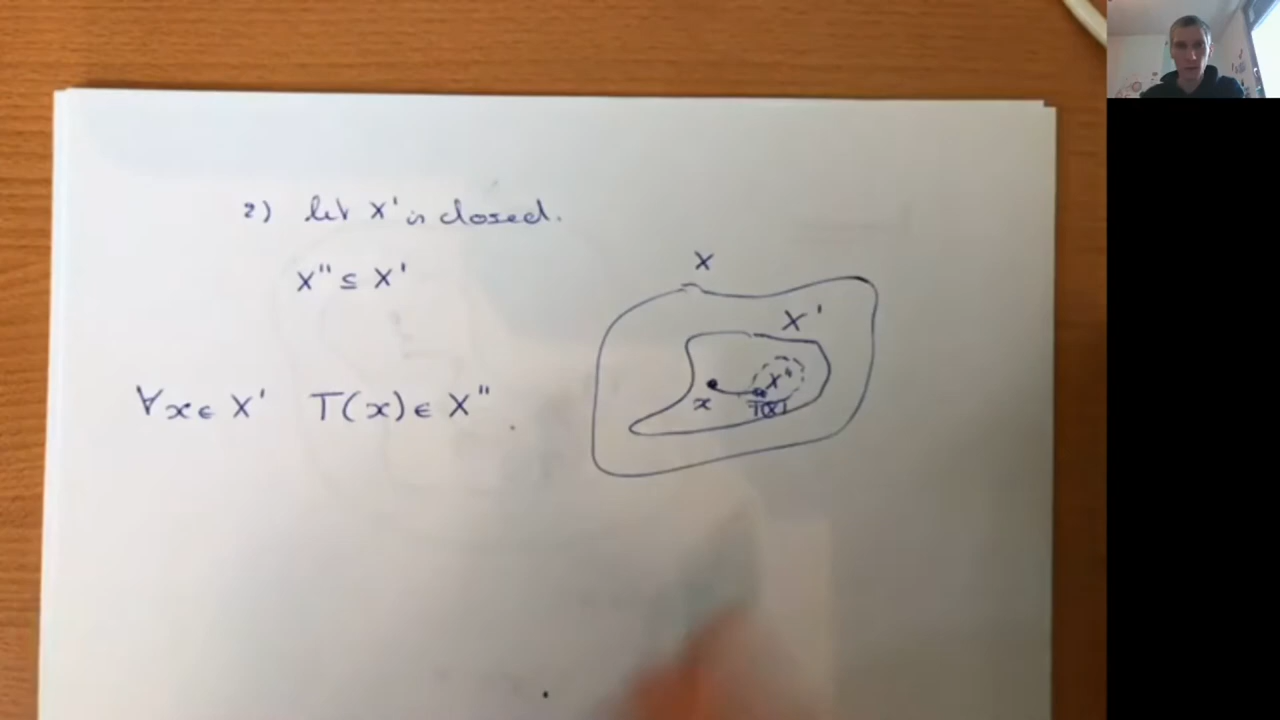 2) let X' is closed.
X'' ⊆ X'
∀x ∈ X' T(x) ∈ X''
X
X'
X''
x
T(x)